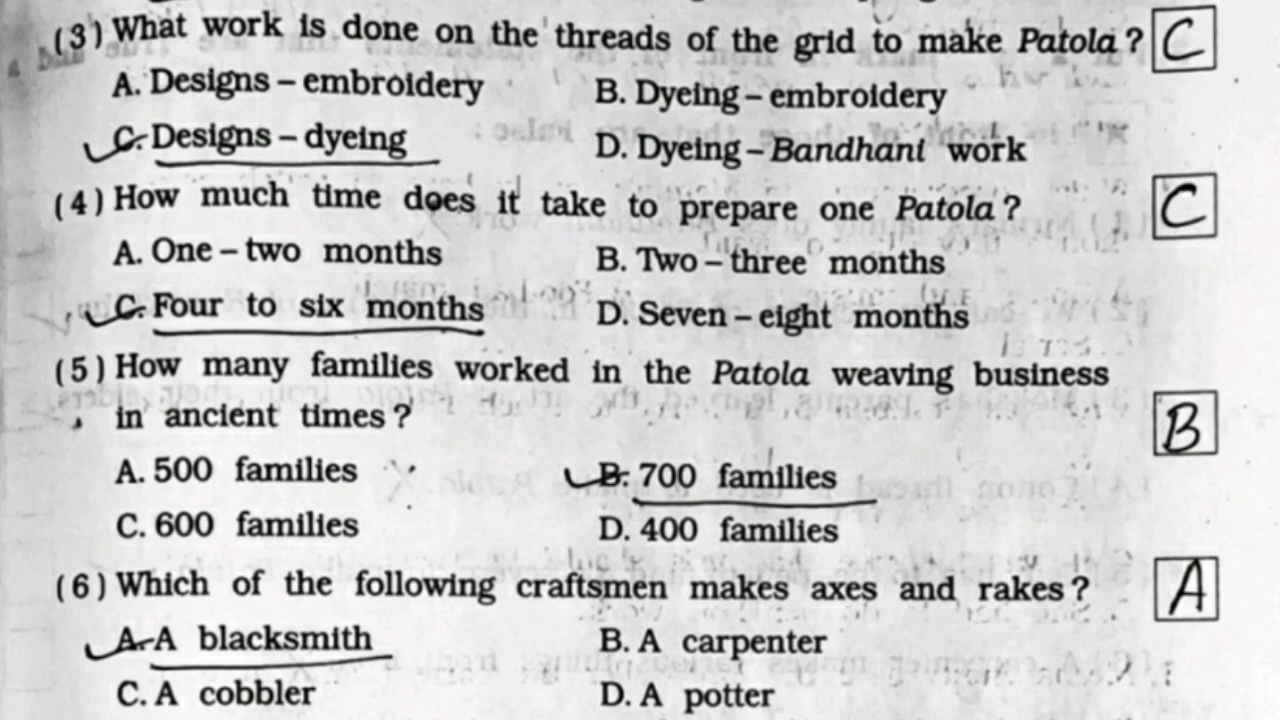 (3) What work is done on the threads of the grid to make Patola? C
A. Designs – embroidery B. Dyeing – embroidery
C. Designs – dyeing D. Dyeing – Bandhani work
(4) How much time does it take to prepare one Patola? C
A. One – two months B. Two – three months
C. Four to six months D. Seven – eight months
(5) How many families worked in the Patola weaving business
in ancient times? B
A. 500 families B. 700 families
C. 600 families D. 400 families
(6) Which of the following craftsmen makes axes and rakes? A
A. A blacksmith B. A carpenter
C. A cobbler D. A potter